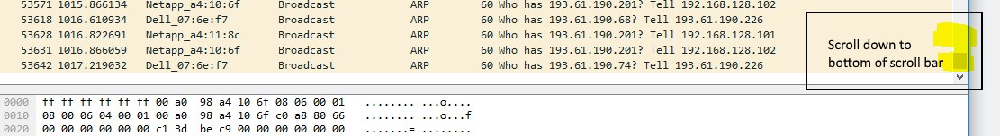 53571 1015.866134 Netapp_a4:10:6f Broadcast ARP 60 Who has 193.61.190.201? Tell 192.168.128.102
53618 1016.610934 Dell_07:6e:f7 Broadcast ARP 60 Who has 193.61.190.68? Tell 193.61.190.226
53628 1016.822691 Netapp_a4:11:8c Broadcast ARP 60 Who has 193.61.190.201? Tell 192.168.128.101
53631 1016.866059 Netapp_a4:10:6f Broadcast ARP 60 Who has 193.61.190.201? Tell 192.168.128.102
53642 1017.219032 Dell_07:6e:f7 Broadcast ARP 60 Who has 193.61.190.74? Tell 193.61.190.226
Scroll down to
bottom of scroll bar
0000 ff ff ff ff ff ff 00 a0 98 a4 10 6f 08 06 00 01 ........ ...o....
0010 08 00 06 04 00 01 00 a0 98 a4 10 6f c0 a8 80 66 ........ ...o...f
0020 00 00 00 00 00 00 c1 3d be c9 00 00 00 00 00 00 .......= ........